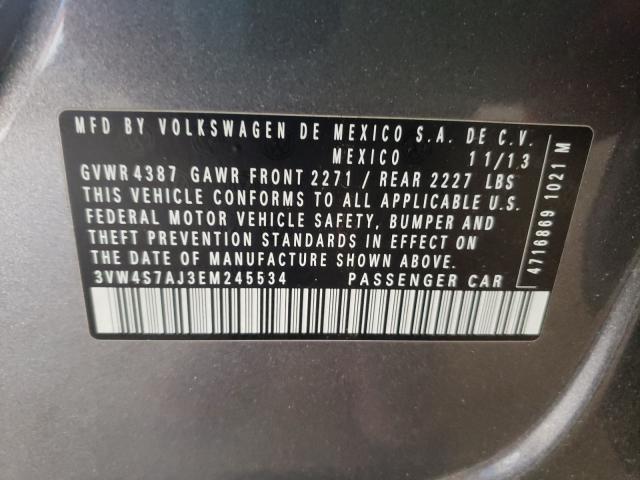 MFD BY VOLKSWAGEN DE MEXICO S.A. DE C.V.
MEXICO 11/13
GVWR 4387 GAWR FRONT 2271 / REAR 2227 LBS
THIS VEHICLE CONFORMS TO ALL APPLICABLE U.S.
FEDERAL MOTOR VEHICLE SAFETY, BUMPER AND
THEFT PREVENTION STANDARDS IN EFFECT ON
THE DATE OF MANUFACTURE SHOWN ABOVE.
3VW4S7AJ3EM245534 PASSENGER CAR
4716869 1021 M